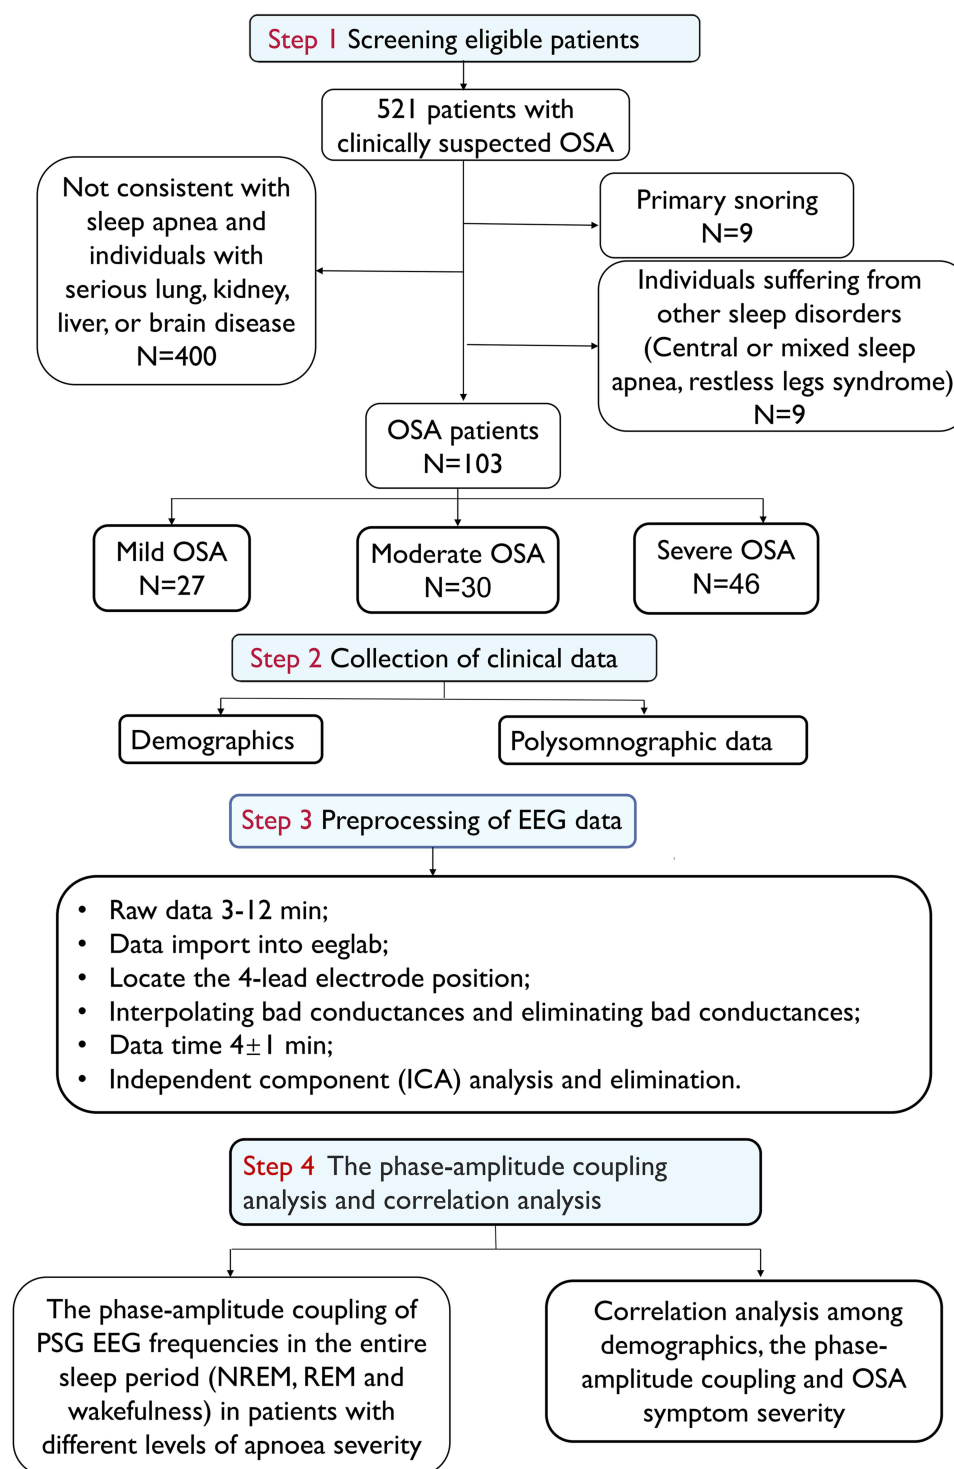 Step 1 Screening eligible patients
521 patients with
clinically suspected OSA
Not consistent with
sleep apnea and
individuals with
serious lung, kidney,
liver, or brain disease
N=400
Primary snoring
N=9
Individuals suffering from
other sleep disorders
(Central or mixed sleep
apnea, restless legs syndrome)
N=9
OSA patients
N=103
Mild OSA
N=27
Moderate OSA
N=30
Severe OSA
N=46
Step 2 Collection of clinical data
Demographics
Polysomnographic data
Step 3 Preprocessing of EEG data
• Raw data 3-12 min;
• Data import into eeglab;
• Locate the 4-lead electrode position;
• Interpolating bad conductances and eliminating bad conductances;
• Data time 4±1 min;
• Independent component (ICA) analysis and elimination.
Step 4 The phase-amplitude coupling
analysis and correlation analysis
The phase-amplitude coupling of
PSG EEG frequencies in the entire
sleep period (NREM, REM and
wakefulness) in patients with
different levels of apnoea severity
Correlation analysis among
demographics, the phase-
amplitude coupling and OSA
symptom severity